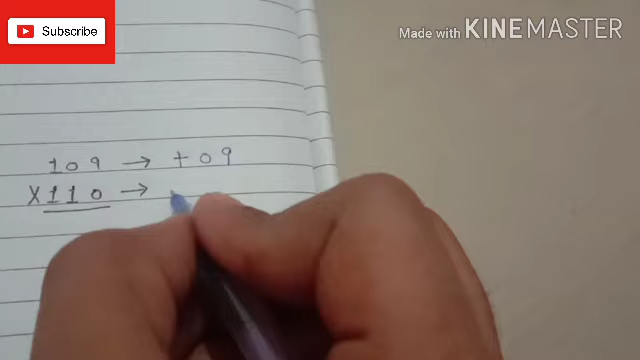 Subscribe
Made with KINEMASTER
109 → +09
X110 →